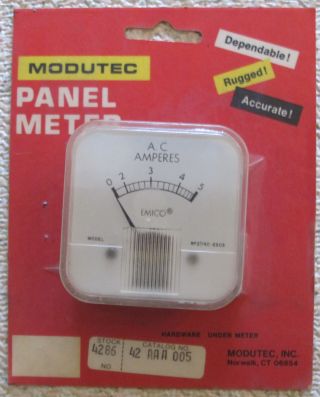 MODUTEC
PANEL
METER
Dependable!
Rugged!
Accurate!
A.C
AMPERES
0 2 3 4 5
EMICO®
MODEL
HARDWARE UNDER METER
STOCK CATALOG NO.
4286 42 AAA 005
NO
MODUTEC, INC.
Norwalk, CT 06854